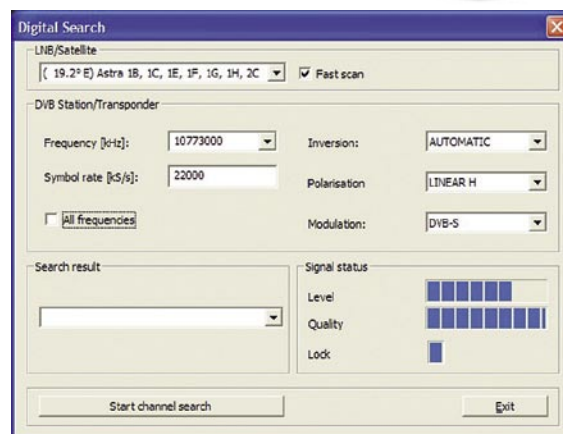 Digital Search
LNB/Satellite
( 19.2° E) Astra 1B, 1C, 1E, 1F, 1G, 1H, 2C
Fast scan
DVB Station/Transponder
Frequency [kHz]:
10773000
Inversion:
AUTOMATIC
Symbol rate [kS/s]:
22000
Polarisation
LINEAR H
All frequencies
Modulation:
DVB-S
Search result
Signal status
Level
Quality
Lock
Start channel search
Exit